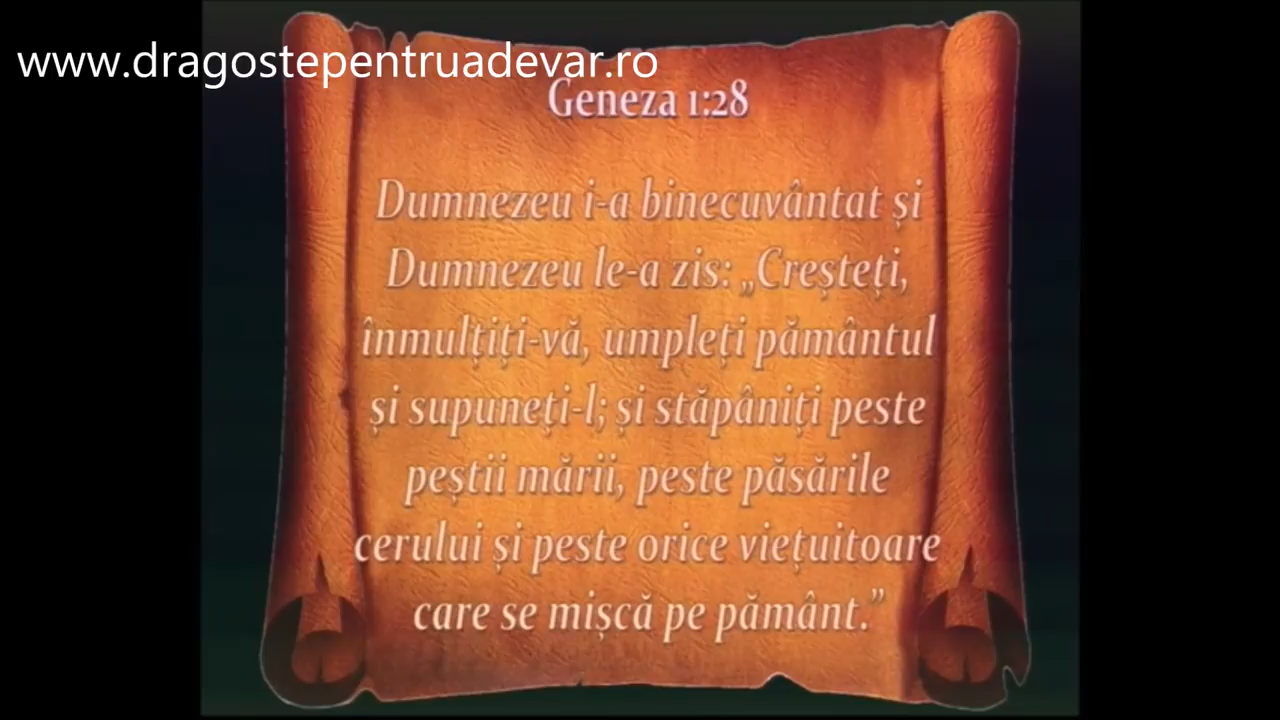 www.dragostepentruadevar.ro
Geneza 1:28
Dumnezeu i-a binecuvântat și
Dumnezeu le-a zis: „Creșteți,
înmulțiți-vă, umpleți pământul
și supuneți-l; și stăpâniți peste
peștii mării, peste păsările
cerului și peste orice viețuitoare
care se mișcă pe pământ.”